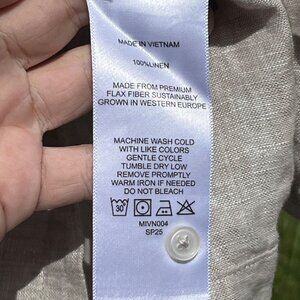 MADE IN VIETNAM
100%LINEN
MADE FROM PREMIUM
FLAX FIBER SUSTAINABLY
GROWN IN WESTERN EUROPE
MACHINE WASH COLD
WITH LIKE COLORS
GENTLE CYCLE
TUMBLE DRY LOW
REMOVE PROMPTLY
WARM IRON IF NEEDED
DO NOT BLEACH
30
MIVN004
SP25